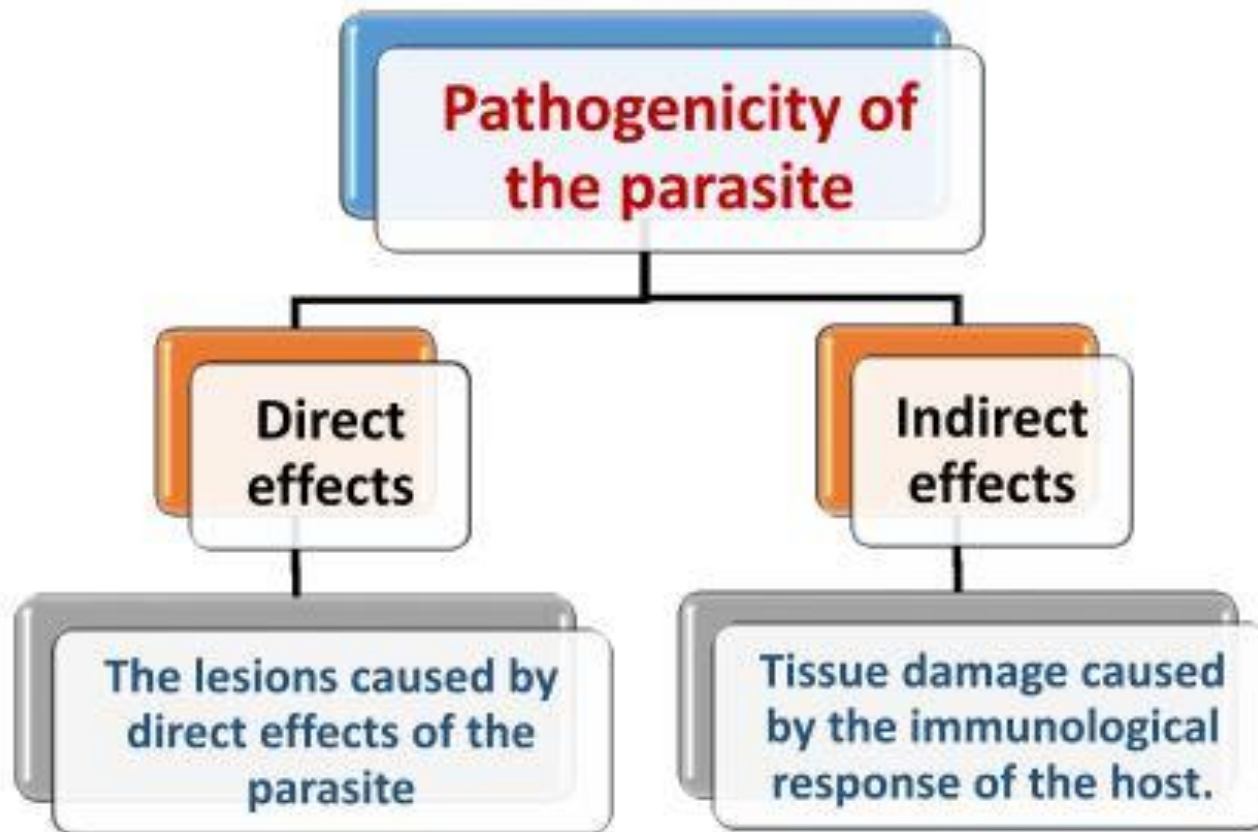 Pathogenicity of
the parasite
Direct
effects
Indirect
effects
The lesions caused by
direct effects of the
parasite
Tissue damage caused
by the immunological
response of the host.